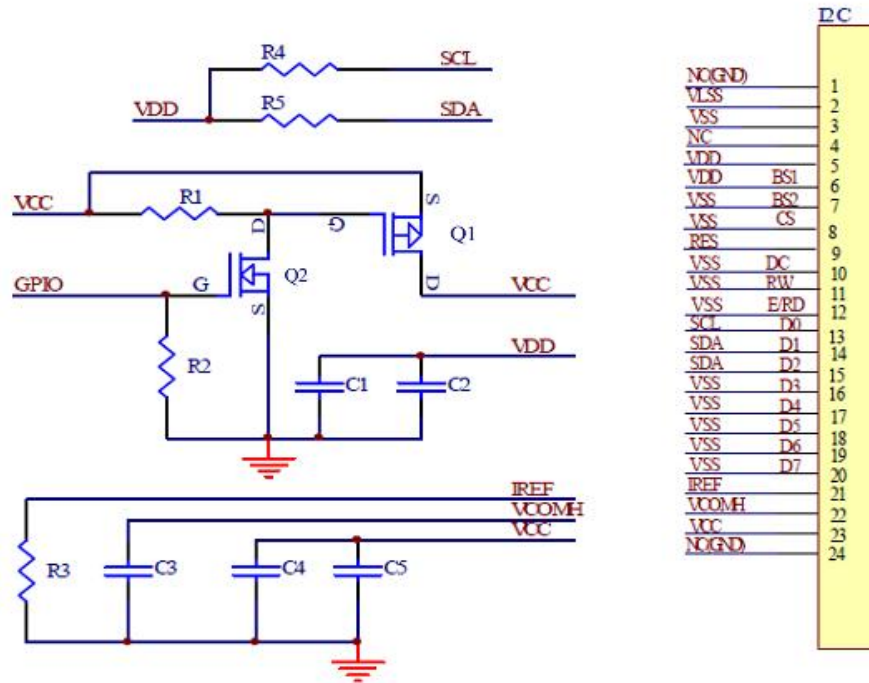 I2C
R4 SCL
VDD R5 SDA
VCC R1 D G S Q1
GPIO G Q2 S D VCC
R2 C1 C2 VDD
IREF
VCOMH
VCC
R3 C3 C4 C5
NC(GND) 1
VLSS 2
VSS 3
NC 4
VDD 5
VDD BS1 6
VSS BS2 7
VSS CS 8
RES 9
VSS DC 10
VSS RW 11
VSS E/RD 12
SCL D0 13
SDA D1 14
SDA D2 15
VSS D3 16
VSS D4 17
VSS D5 18
VSS D6 19
VSS D7 20
IREF 21
VCOMH 22
VCC 23
NC(GND) 24